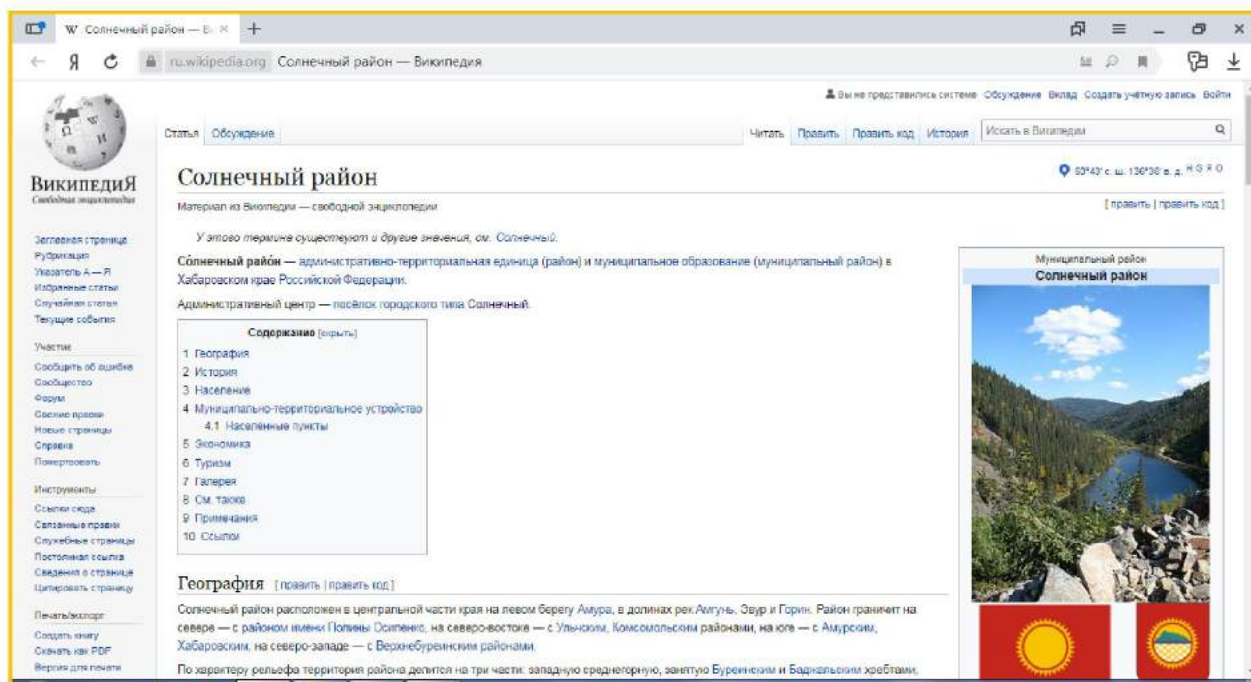 W Солнечный район — В
ru.wikipedia.org Солнечный район — Википедия
Вы не представились системе Обсуждение Вклад Создать учётную запись Войти
Статья Обсуждение Читать Править Править код История Искать в Википедии
ВикипедиЯ
Свободная энциклопедия
Заглавная страница
Рубрикация
Указатель А — Я
Избранные статьи
Случайная статья
Текущие события
Участие
Сообщить об ошибке
Сообщество
Форум
Свежие правки
Новые страницы
Справка
Пожертвовать
Инструменты
Ссылки сюда
Связанные правки
Служебные страницы
Постоянная ссылка
Сведения о странице
Цитировать страницу
Печать/экспорт
Создать книгу
Скачать как PDF
Версия для печати
Солнечный район
с. ш. в. д. H G Я O
Материал из Википедии — свободной энциклопедии
[ править | править код ]
У этого термина существуют и другие значения, см. Солнечный.
Со́лнечный райо́н — административно-территориальная единица (район) и муниципальное образование (муниципальный район) в
Хабаровском крае Российской Федерации.
Административный центр — посёлок городского типа Солнечный.
Содержание [скрыть]
1 География
2 История
3 Население
4 Муниципально-территориальное устройство
4.1 Населённые пункты
5 Экономика
6 Туризм
7 Галерея
8 См. также
9 Примечания
10 Ссылки
Муниципальный район
Солнечный район
География [ править | править код ]
Солнечный район расположен в центральной части края на левом берегу Амура, в долинах рек Амгунь, Эвур и Горин. Район граничит на
севере — с районом имени Полины Осипенко, на северо-востоке — с Ульчским, Комсомольским районами, на юге — с Амурским,
Хабаровским, на северо-западе — с Верхнебуреинским районами.
По характеру рельефа территория района делится на три части: западную среднегорную, занятую Буреинским и Баджальским хребтами,